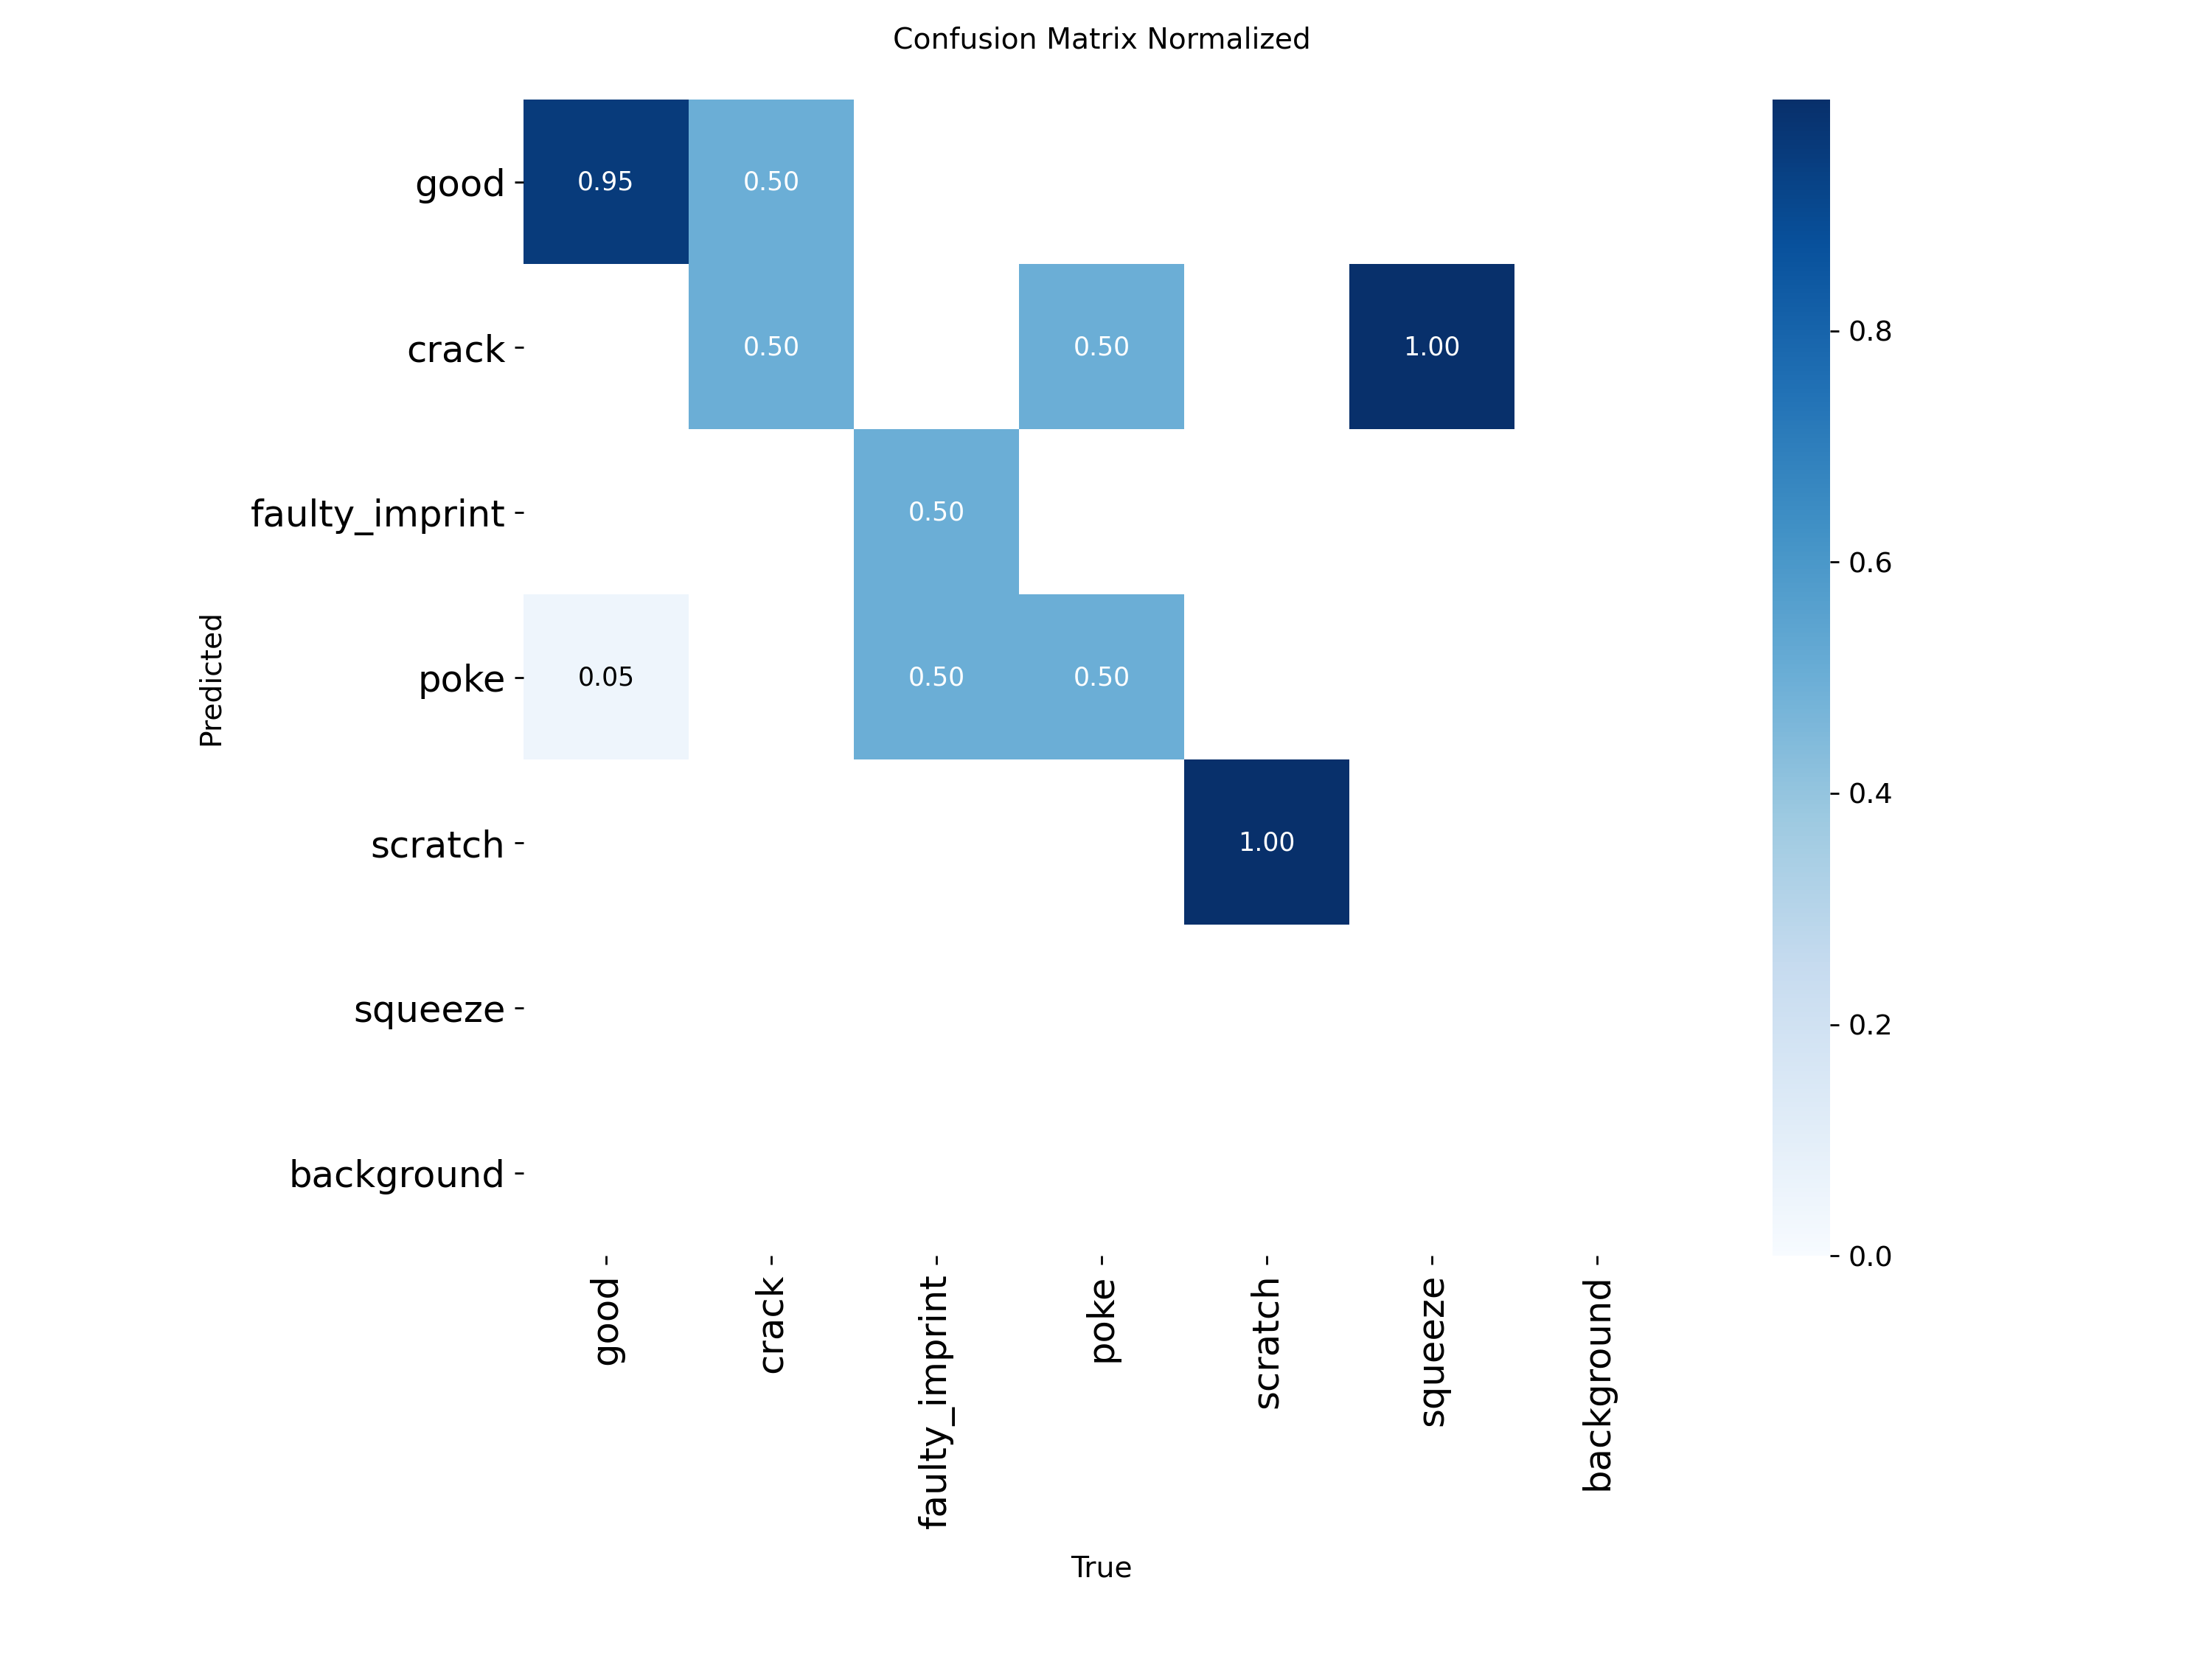 Confusion Matrix Normalized
good
0.95
0.50
crack
0.50
0.50
1.00
0.8
faulty_imprint
0.50
0.6
Predicted
poke
0.05
0.50
0.50
0.4
scratch
1.00
squeeze
0.2
background
0.0
good
crack
faulty_imprint
poke
scratch
squeeze
background
True